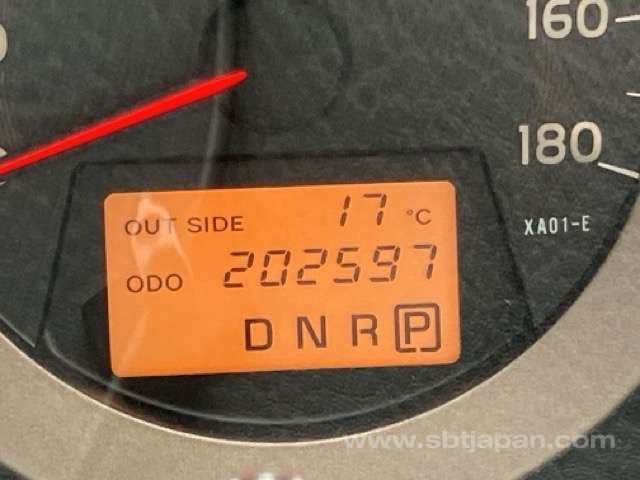 160
180
OUT SIDE 17 °C
XA01-E
ODO 202597
D N R P
www.sbtjapan.com